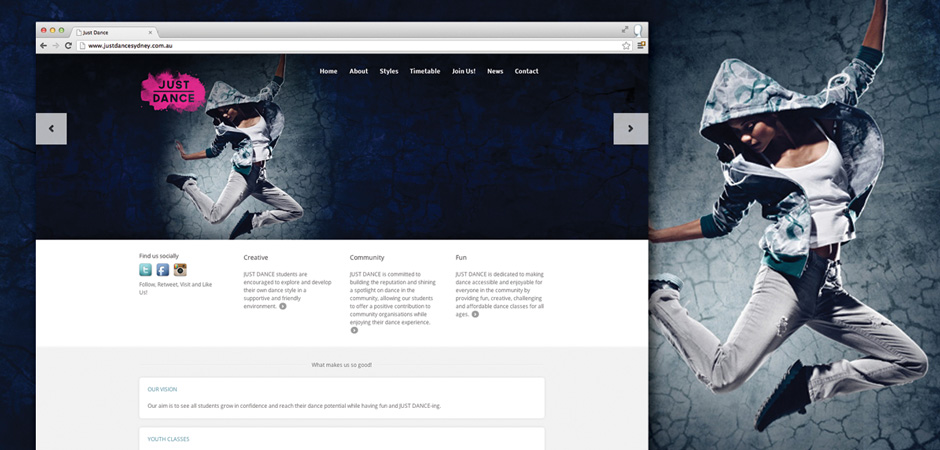 Just Dance
www.justdancesydney.com.au
JUST
DANCE
Home About Styles Timetable Join Us! News Contact
Find us socially
Follow, Retweet, Visit and Like
Us!
Creative
JUST DANCE students are
encouraged to explore and develop
their own dance style in a
supportive and friendly
environment.
Community
JUST DANCE is committed to
building the reputation and shining
a spotlight on dance in the
community, allowing our students
to offer a positive contribution to
community organisations while
enjoying their dance experience.
Fun
JUST DANCE is dedicated to making
dance accessible and enjoyable for
everyone in the community by
providing fun, creative, challenging
and affordable dance classes for all
ages.
What makes us so good!
OUR VISION
Our aim is to see all students grow in confidence and reach their dance potential while having fun and JUST DANCE-ing.
YOUTH CLASSES